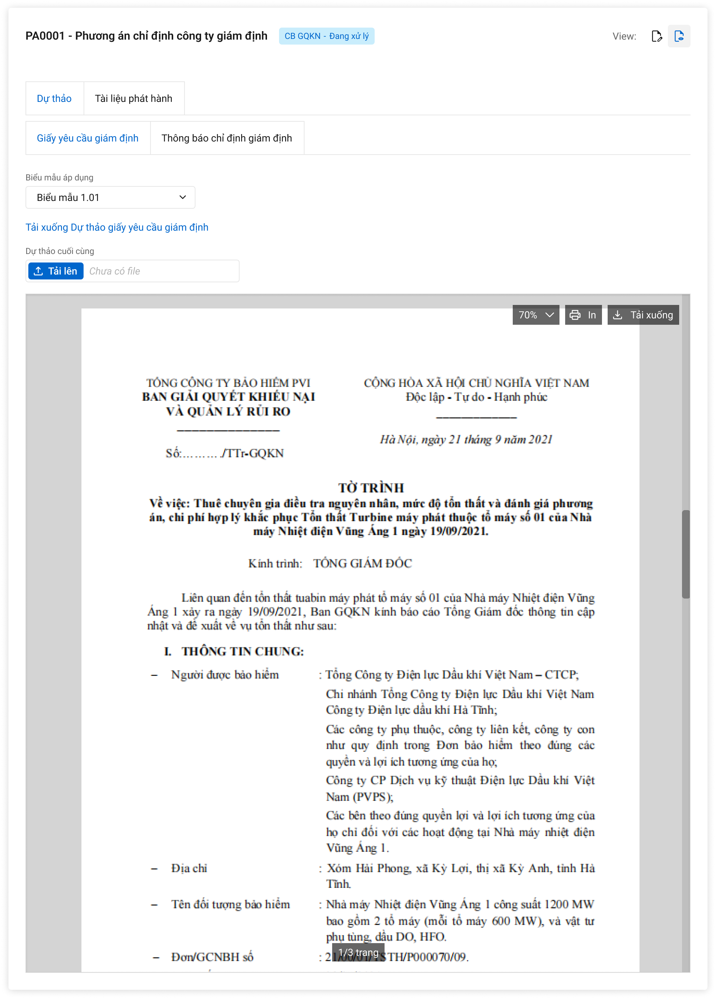 PA0001 - Phương án chỉ định công ty giám định
CB GQKN - Đang xử lý
View:
Dự thảo
Tài liệu phát hành
Giấy yêu cầu giám định
Thông báo chỉ định giám định
Biểu mẫu áp dụng
Biểu mẫu 1.01
Tải xuống Dự thảo giấy yêu cầu giám định
Dự thảo cuối cùng
Tải lên
Chưa có file
70%
In
Tải xuống
TỔNG CÔNG TY BẢO HIỂM PVI
BAN GIẢI QUYẾT KHIẾU NẠI
VÀ QUẢN LÝ RỦI RO
Số:……… ./TTr-GQKN
CỘNG HÒA XÃ HỘI CHỦ NGHĨA VIỆT NAM
Độc lập - Tự do - Hạnh phúc
Hà Nội, ngày 21 tháng 9 năm 2021
TỜ TRÌNH
Về việc: Thuê chuyên gia điều tra nguyên nhân, mức độ tổn thất và đánh giá phương
án, chi phí hợp lý khắc phục Tổn thất Turbine máy phát thuộc tổ máy số 01 của Nhà
máy Nhiệt điện Vũng Áng 1 ngày 19/09/2021.
Kính trình: TỔNG GIÁM ĐỐC
Liên quan đến tổn thất tuabin máy phát tổ máy số 01 của Nhà máy Nhiệt điện Vũng
Áng 1 xảy ra ngày 19/09/2021, Ban GQKN kính báo cáo Tổng Giám đốc thông tin cập
nhật và đề xuất về vụ tổn thất như sau:
I. THÔNG TIN CHUNG:
– Người được bảo hiểm : Tổng Công ty Điện lực Dầu khí Việt Nam – CTCP;
Chi nhánh Tổng Công ty Điện lực Dầu khí Việt Nam
Công ty Điện lực dầu khí Hà Tĩnh;
Các công ty phụ thuộc, công ty liên kết, công ty con
như quy định trong Đơn bảo hiểm theo đúng các
quyền và lợi ích tương ứng của họ;
Công ty CP Dịch vụ kỹ thuật Điện lực Dầu khí Việt
Nam (PVPS);
Các bên theo đúng quyền lợi và lợi ích tương ứng của
họ chỉ đối với các hoạt động tại Nhà máy nhiệt điện
Vũng Áng 1.
– Địa chỉ : Xóm Hải Phong, xã Kỳ Lợi, thị xã Kỳ Anh, tỉnh Hà
Tĩnh.
– Tên đối tượng bảo hiểm : Nhà máy Nhiệt điện Vũng Áng 1 công suất 1200 MW
bao gồm 2 tổ máy (mỗi tổ máy 600 MW), và vật tư
phụ tùng, dầu DO, HFO.
1/3 trang
– Đơn/GCNBH số : 21/00/01/TSTH/P000070/09.